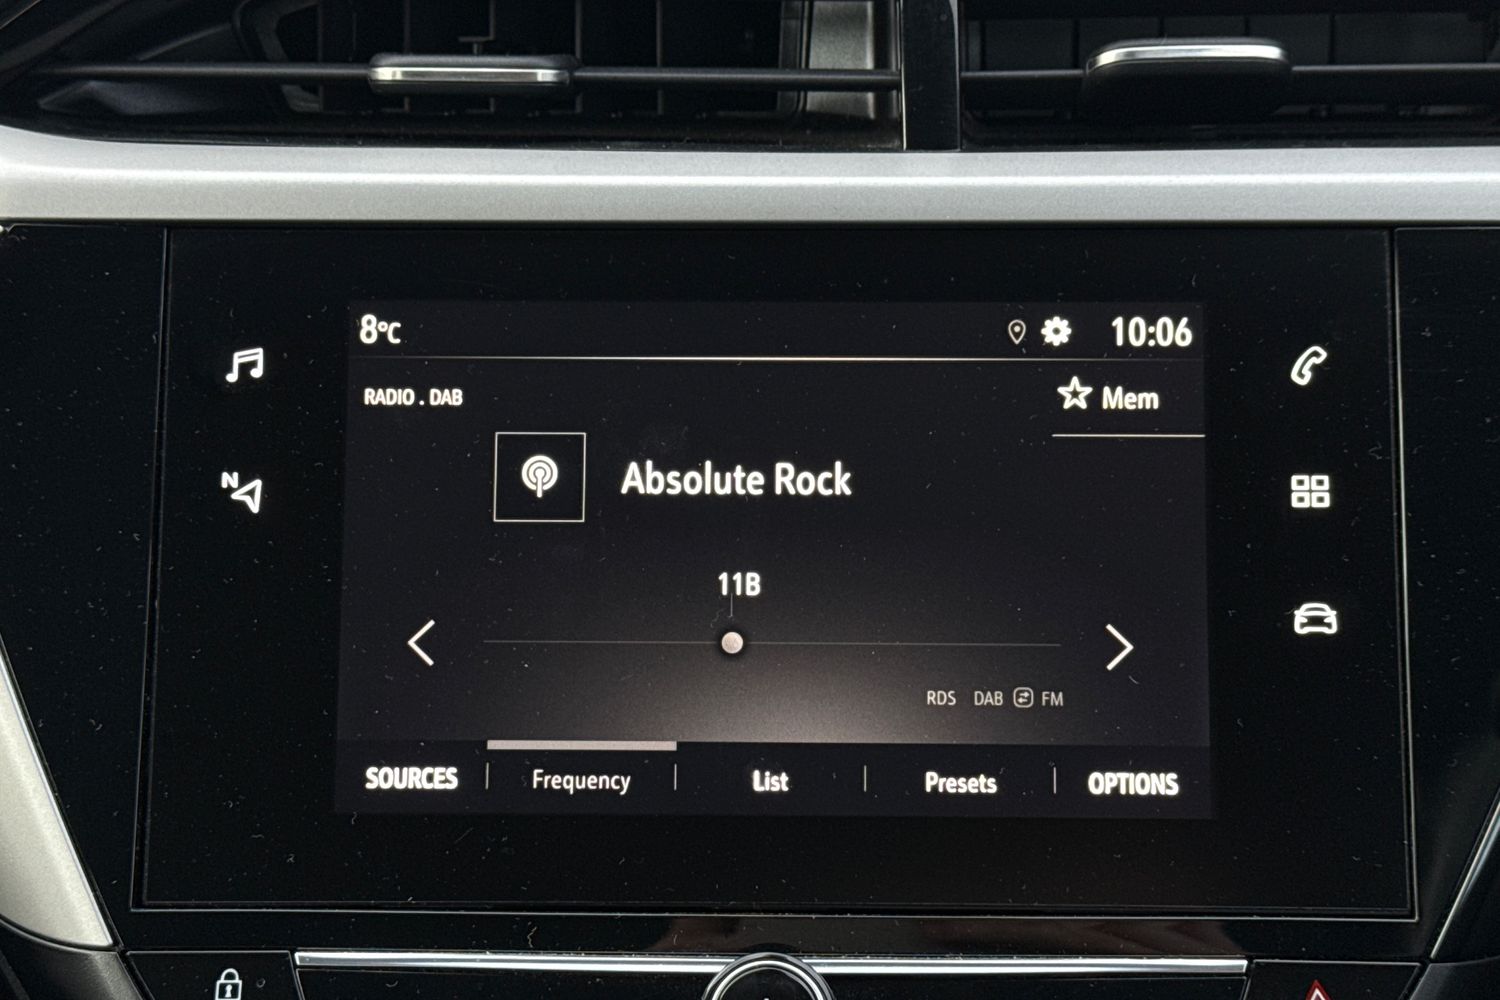 8°C
10:06
RADIO . DAB
Mem
Absolute Rock
11B
N
RDS DAB FM
SOURCES Frequency List Presets OPTIONS